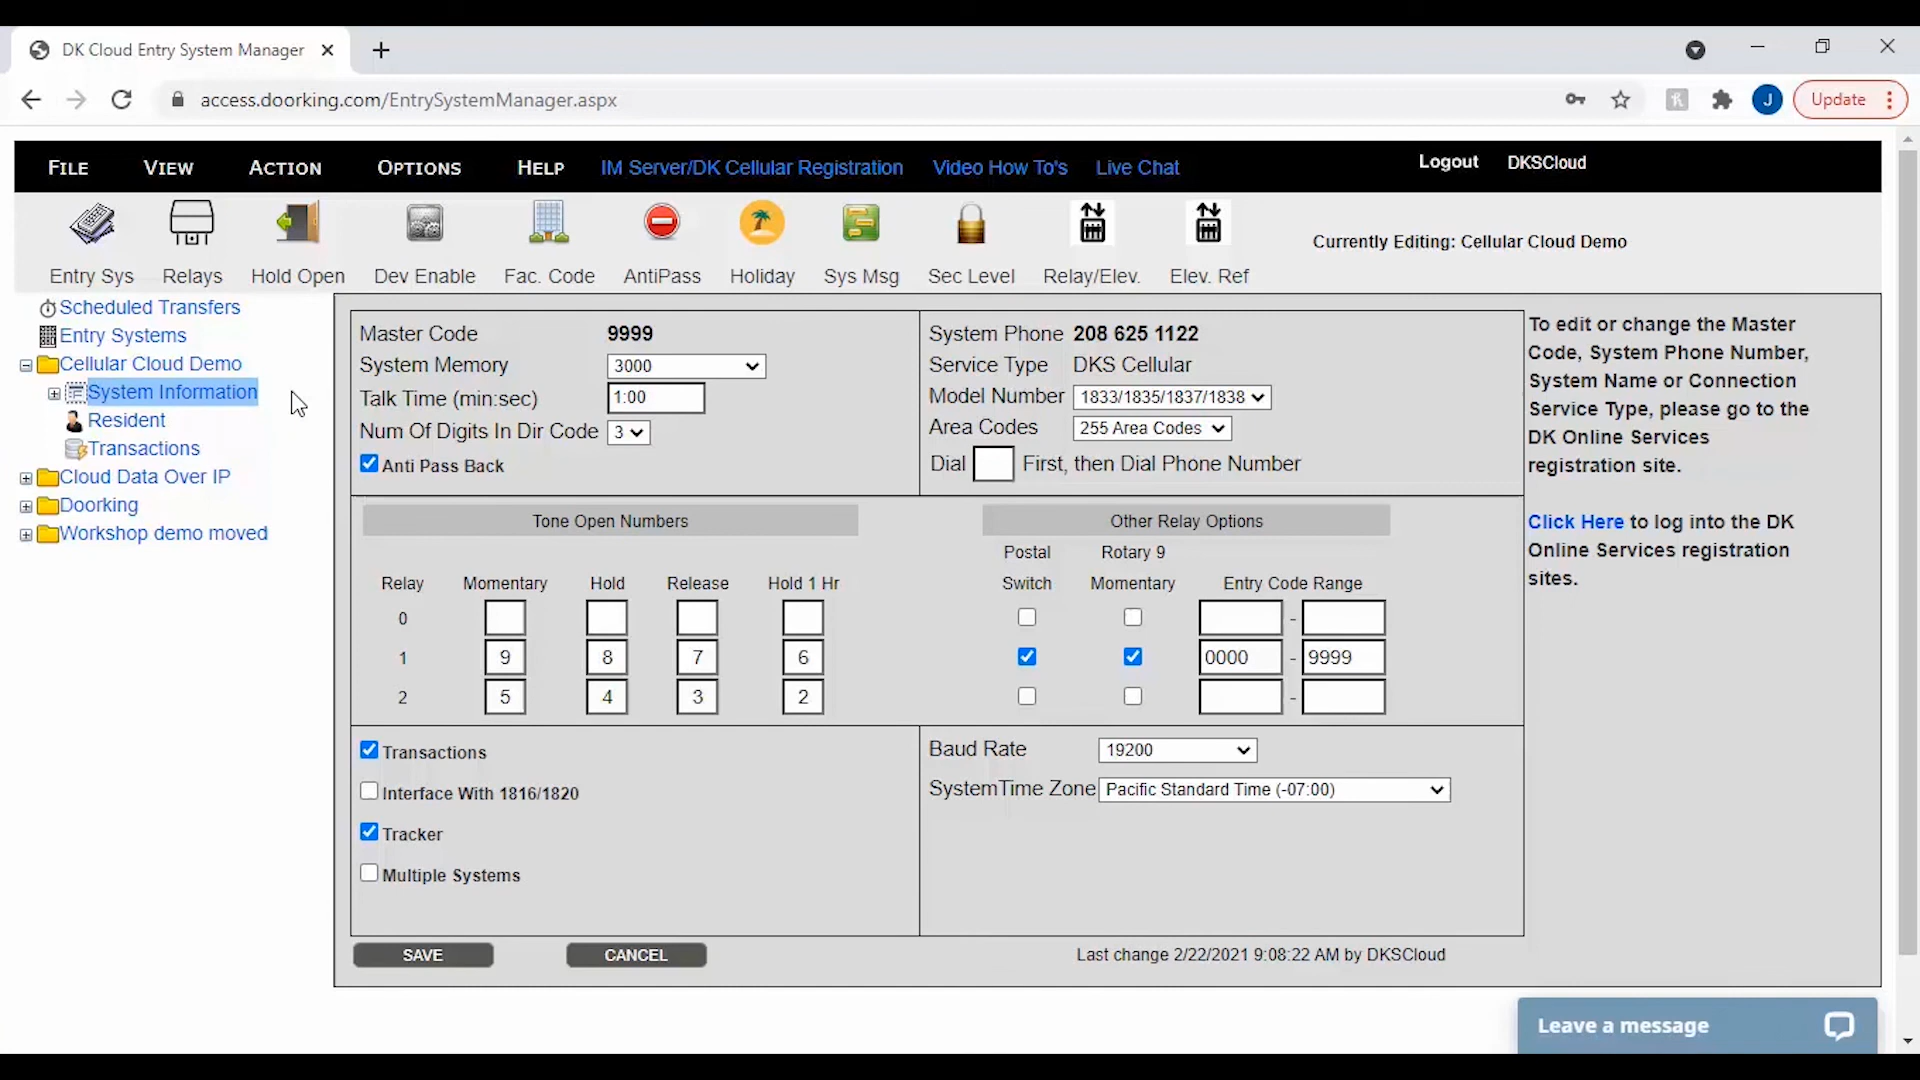 DK Cloud Entry System Manager
access.doorking.com/EntrySystemManager.aspx
J
Update
FILE VIEW ACTION OPTIONS HELP IM Server/DK Cellular Registration Video How To's Live Chat Logout DKSCloud
Entry Sys Relays Hold Open Dev Enable Fac. Code AntiPass Holiday Sys Msg Sec Level Relay/Elev. Elev. Ref
Currently Editing: Cellular Cloud Demo
Scheduled Transfers
Entry Systems
Cellular Cloud Demo
System Information
Resident
Transactions
Cloud Data Over IP
Doorking
Workshop demo moved
Master Code 9999
System Memory 3000
Talk Time (min:sec) 1:00
Num Of Digits In Dir Code 3
Anti Pass Back
System Phone 208 625 1122
Service Type DKS Cellular
Model Number 1833/1835/1837/1838
Area Codes 255 Area Codes
Dial First, then Dial Phone Number
To edit or change the Master
Code, System Phone Number,
System Name or Connection
Service Type, please go to the
DK Online Services
registration site.
Click Here to log into the DK
Online Services registration
sites.
Tone Open Numbers
Relay Momentary Hold Release Hold 1 Hr
0
1 9 8 7 6
2 5 4 3 2
Other Relay Options
Postal Rotary 9
Switch Momentary Entry Code Range
-
0000 - 9999
-
Transactions
Interface With 1816/1820
Tracker
Multiple Systems
Baud Rate 19200
SystemTime Zone Pacific Standard Time (-07:00)
SAVE CANCEL Last change 2/22/2021 9:08:22 AM by DKSCloud
Leave a message